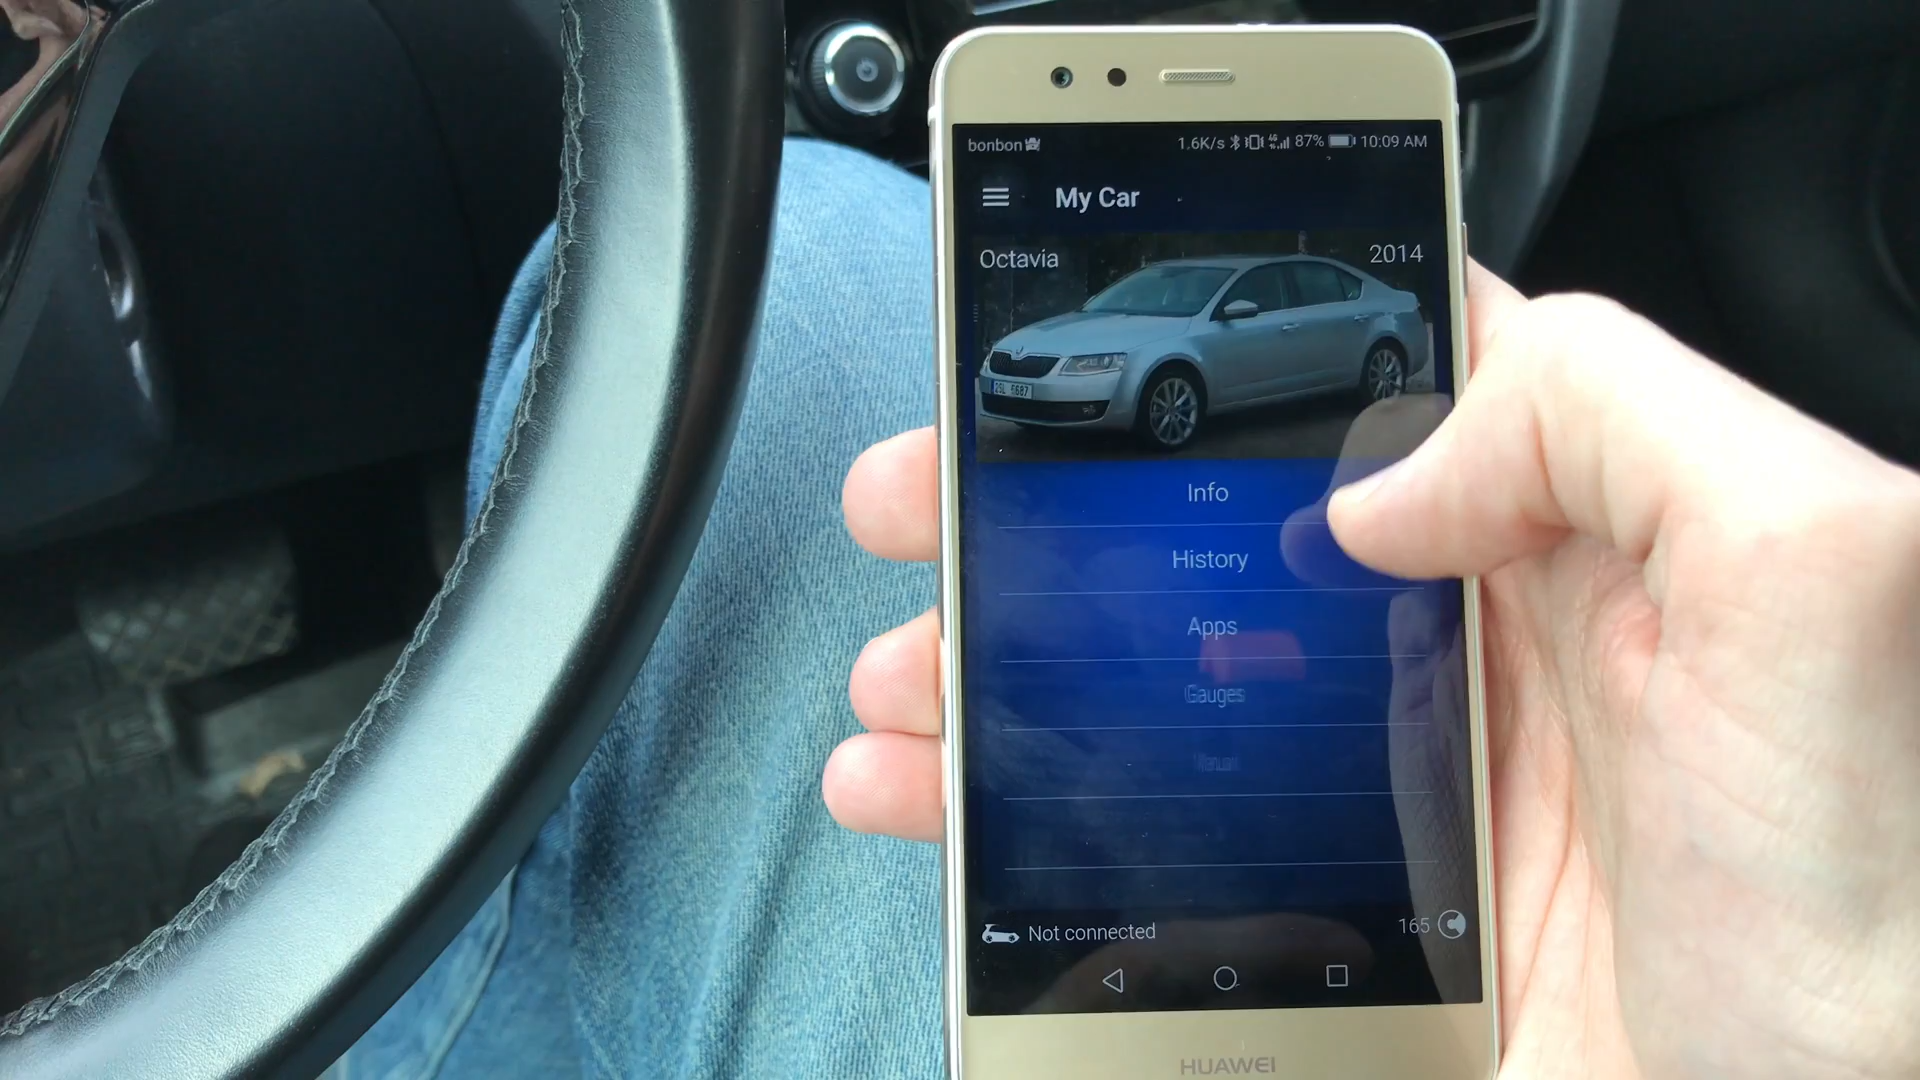 bonbon 1.6K/s 4G 87% 10:09 AM
My Car
Octavia 2014
Info
History
Apps
Gauges
Not connected 165
HUAWEI